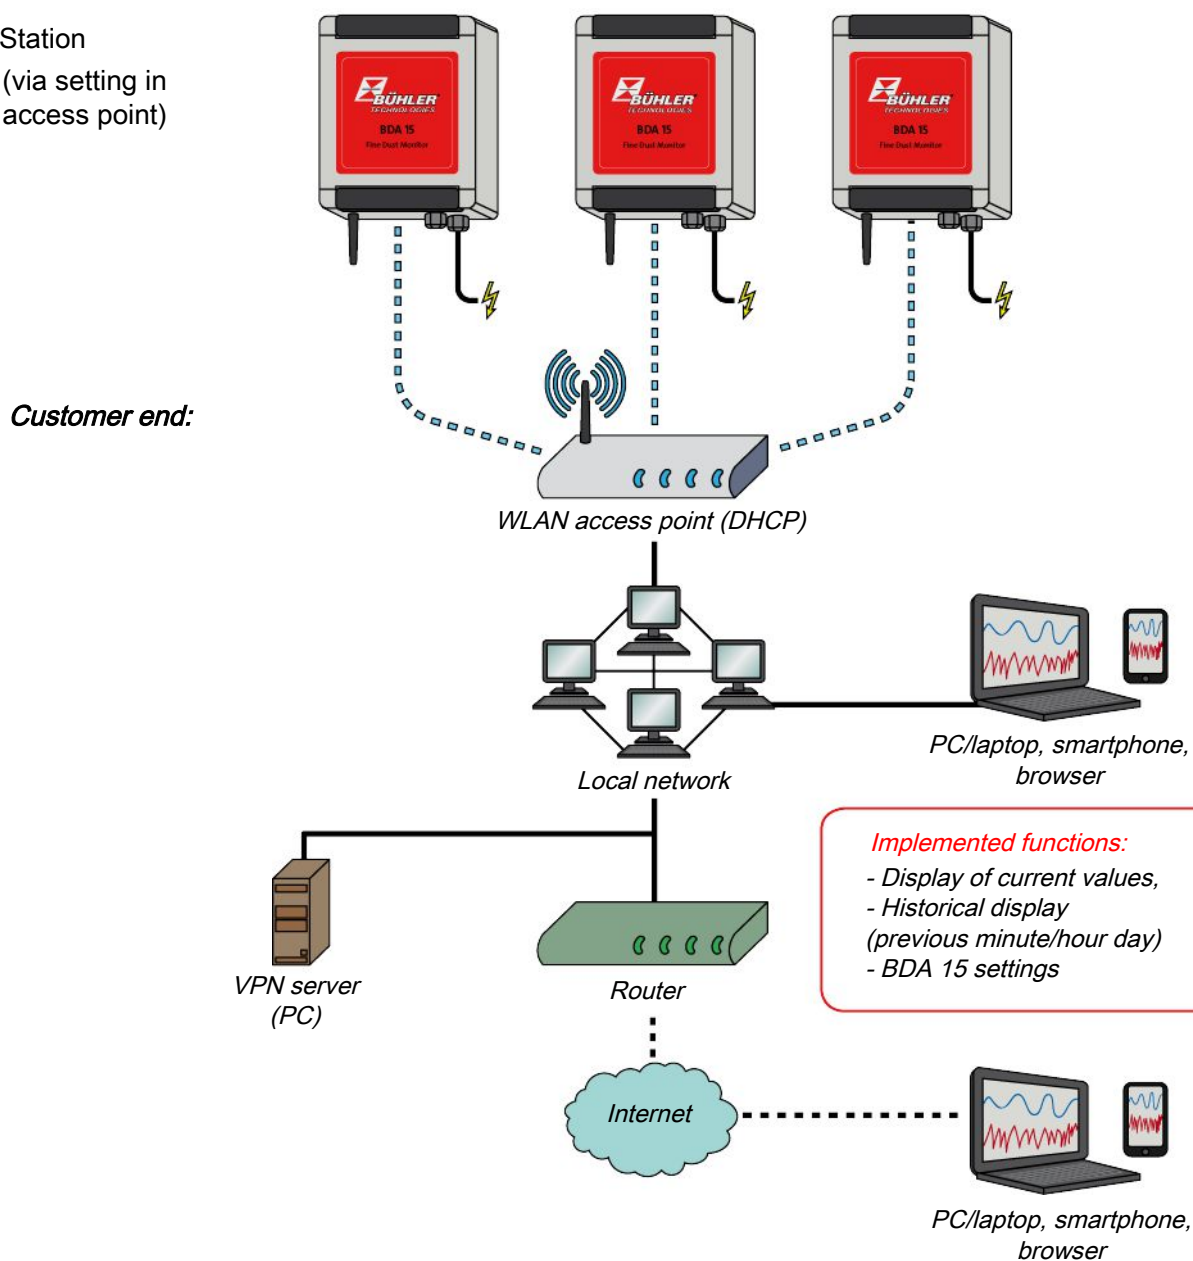 Station
(via setting in
access point)
BÜHLER
TECHNOLOGIES
BDA 15
Fine Dust Monitor
BÜHLER
TECHNOLOGIES
BDA 15
Fine Dust Monitor
BÜHLER
TECHNOLOGIES
BDA 15
Fine Dust Monitor
Customer end:
WLAN access point (DHCP)
PC/laptop, smartphone,
browser
Local network
Implemented functions:
- Display of current values,
- Historical display
(previous minute/hour day)
- BDA 15 settings
VPN server
(PC)
Router
Internet
PC/laptop, smartphone,
browser